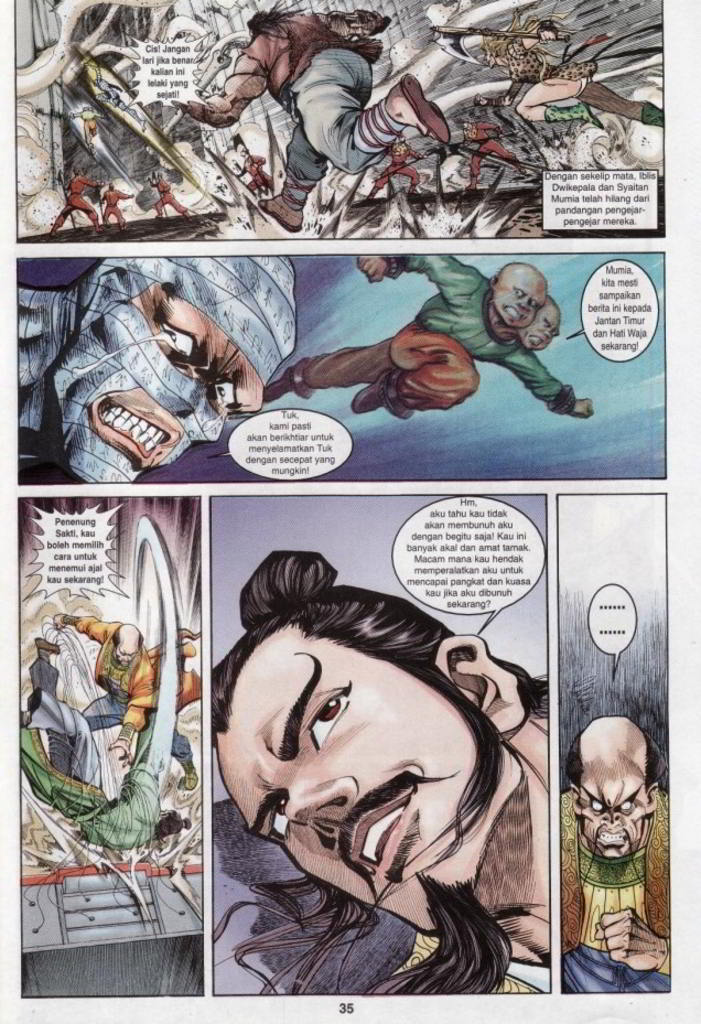 Cis! Jangan
lari jika benar
kalian ini
lelaki yang
sejati!
Dengan sekelip mata, Iblis
Dwikepala dan Syaitan
Mumia telah hilang dari
pandangan pengejar-
pengejar mereka.
Mumia,
kita mesti
sampaikan
berita ini kepada
Jantan Timur
dan Hati Waja
sekarang!
Tuk,
kami pasti
akan berikhtiar untuk
menyelamatkan Tuk
dengan secepat yang
mungkin!
Penenung
Sakti, kau
boleh memilih
cara untuk
menemui ajal
kau sekarang!
Hm,
aku tahu kau tidak
akan membunuh aku
dengan begitu saja! Kau ini
banyak akal dan amat tamak.
Macam mana kau hendak
memperalatkan aku untuk
mencapai pangkat dan kuasa
kau jika aku dibunuh
sekarang?
......
......
35